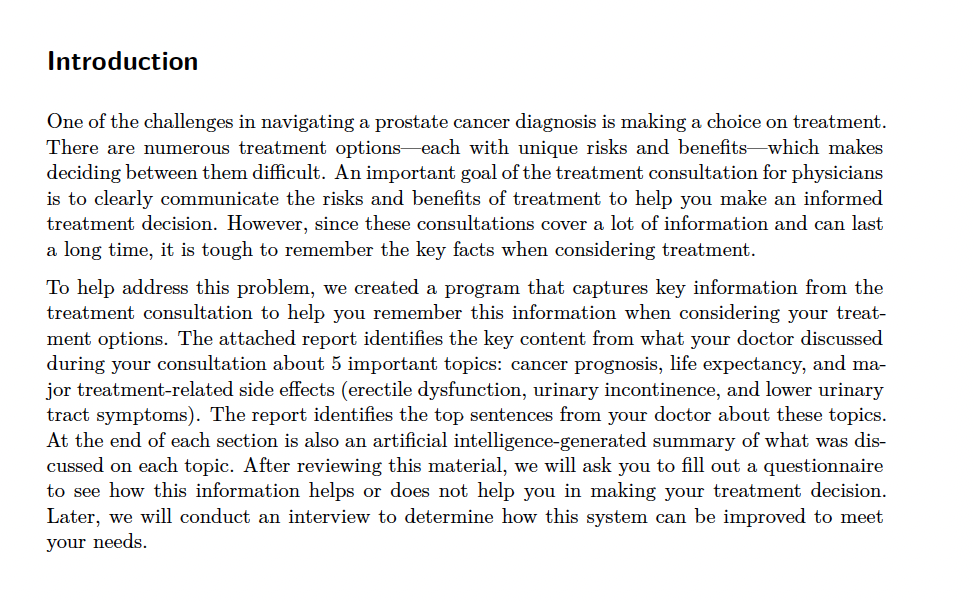 Introduction
One of the challenges in navigating a prostate cancer diagnosis is making a choice on treatment.
There are numerous treatment options—each with unique risks and benefits—which makes
deciding between them difficult. An important goal of the treatment consultation for physicians
is to clearly communicate the risks and benefits of treatment to help you make an informed
treatment decision. However, since these consultations cover a lot of information and can last
a long time, it is tough to remember the key facts when considering treatment.
To help address this problem, we created a program that captures key information from the
treatment consultation to help you remember this information when considering your treat-
ment options. The attached report identifies the key content from what your doctor discussed
during your consultation about 5 important topics: cancer prognosis, life expectancy, and ma-
jor treatment-related side effects (erectile dysfunction, urinary incontinence, and lower urinary
tract symptoms). The report identifies the top sentences from your doctor about these topics.
At the end of each section is also an artificial intelligence-generated summary of what was dis-
cussed on each topic. After reviewing this material, we will ask you to fill out a questionnaire
to see how this information helps or does not help you in making your treatment decision.
Later, we will conduct an interview to determine how this system can be improved to meet
your needs.